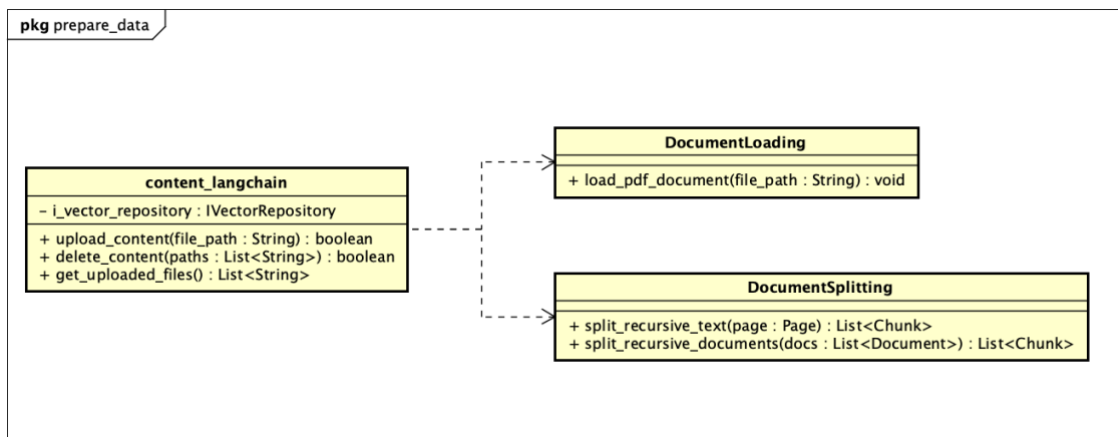 pkg prepare_data
content_langchain
- i_vector_repository : IVectorRepository
+ upload_content(file_path : String) : boolean
+ delete_content(paths : List<String>) : boolean
+ get_uploaded_files() : List<String>
DocumentLoading
+ load_pdf_document(file_path : String) : void
DocumentSplitting
+ split_recursive_text(page : Page) : List<Chunk>
+ split_recursive_documents(docs : List<Document>) : List<Chunk>